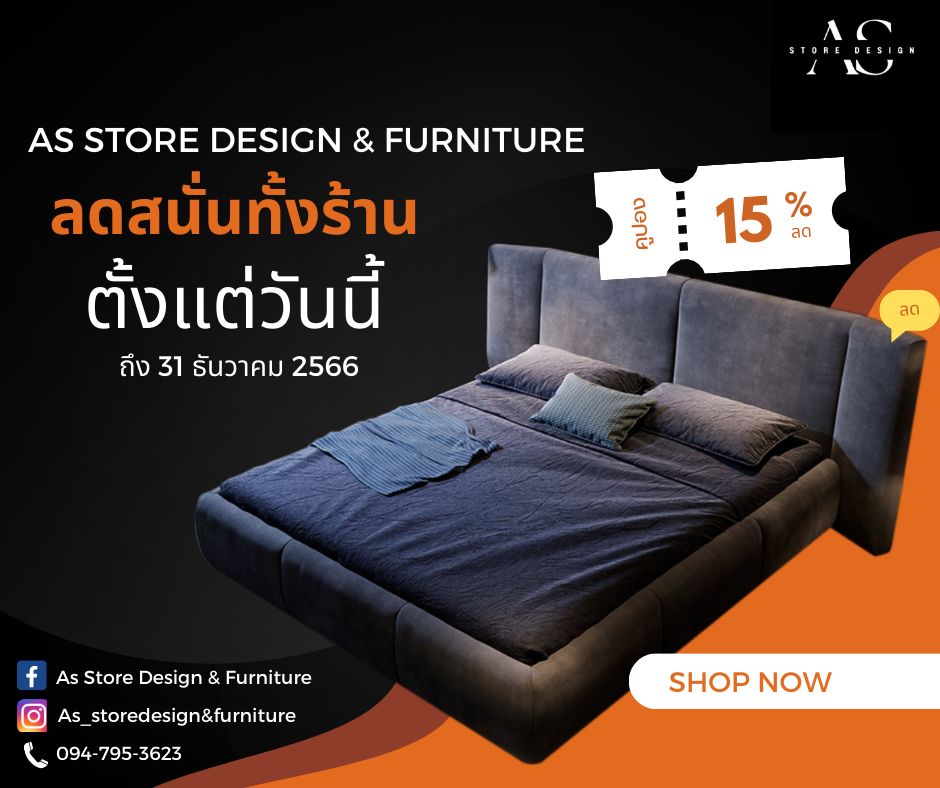 AS
STORE DESIGN
AS STORE DESIGN & FURNITURE
ลดสนั่นทั้งร้าน
ตั้งแต่วันนี้
ถึง 31 ธันวาคม 2566
คูปอง
15 %
ลด
ลด
As Store Design & Furniture
As_storedesign&furniture
094-795-3623
SHOP NOW